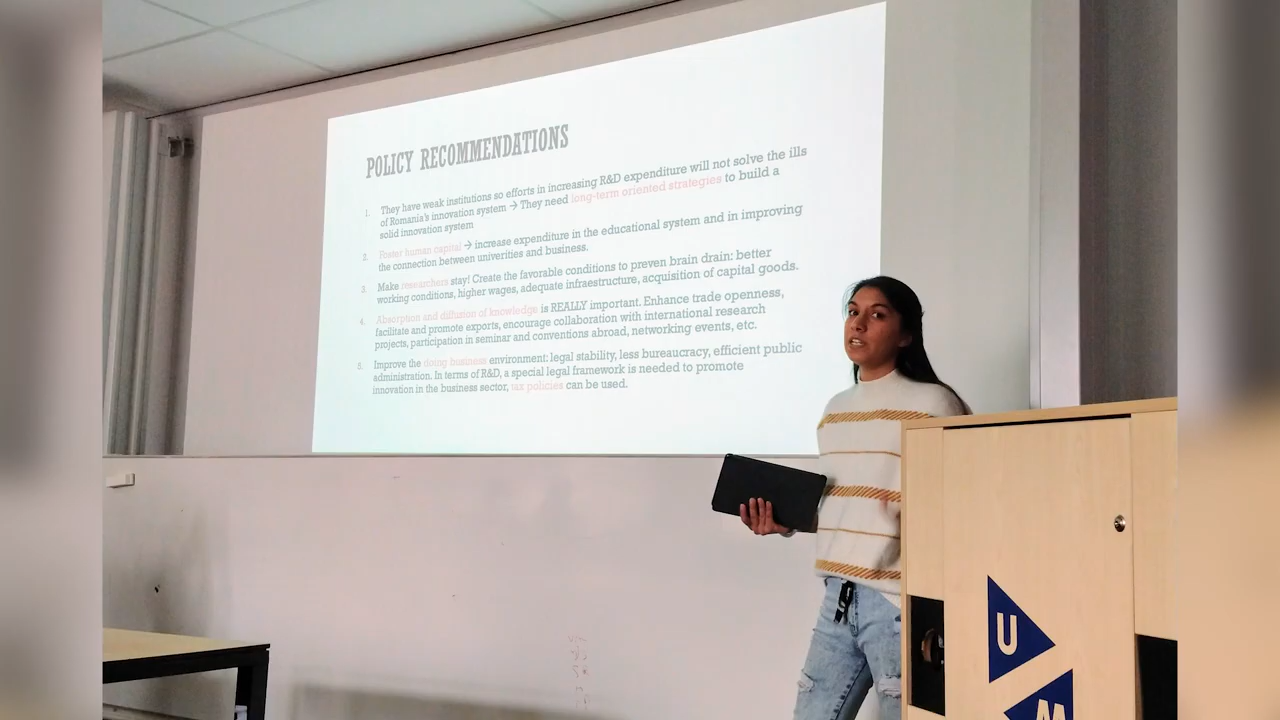 POLICY RECOMMENDATIONS
1. They have weak institutions so efforts in increasing R&D expenditure will not solve the ills
of Romania's innovation system → They need long-term oriented strategies to build a
solid innovation system
2. Foster human capital → increase expenditure in the educational system and in improving
the connection between univerities and business.
3. Make researchers stay! Create the favorable conditions to preven brain drain: better
working conditions, higher wages, adequate infraestructure, acquisition of capital goods.
4. Absorption and diffusion of knowledge is REALLY important. Enhance trade openness,
facilitate and promote exports, encourage collaboration with international research
projects, participation in seminar and conventions abroad, networking events, etc.
5. Improve the doing business environment: legal stability, less bureaucracy, efficient public
administration. In terms of R&D, a special legal framework is needed to promote
innovation in the business sector, tax policies can be used.
U
M